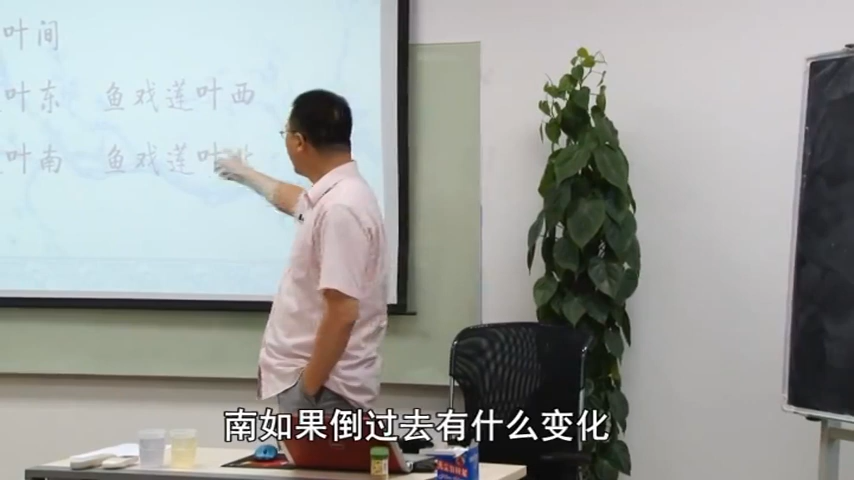 叶间
叶东 鱼戏莲叶西
叶南 鱼戏莲叶北
南如果倒过去有什么变化